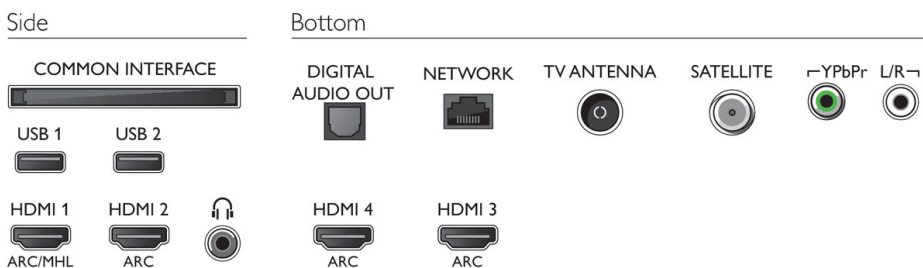 Side
COMMON INTERFACE
USB 1 USB 2
HDMI 1 HDMI 2
ARC/MHL ARC
Bottom
DIGITAL AUDIO OUT
NETWORK
TV ANTENNA
SATELLITE
YPbPr L/R
HDMI 4 HDMI 3
ARC ARC